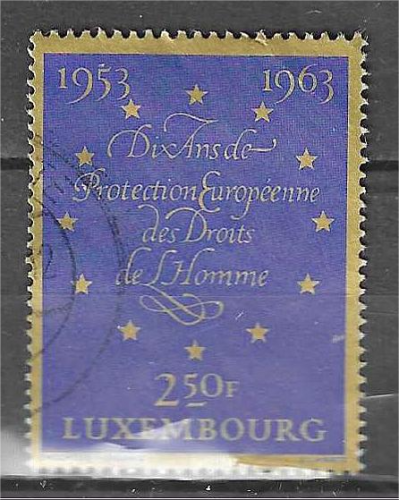 1953 1963
Dix Ans de
Protection Européenne
des Droits
de L'Homme
2.50F
LUXEMBOURG